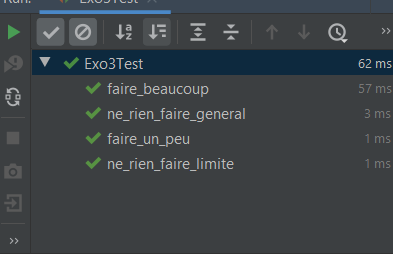 Exo3Test
Exo3Test 62 ms
faire_beaucoup 57 ms
ne_rien_faire_general 3 ms
faire_un_peu 1 ms
ne_rien_faire_limite 1 ms